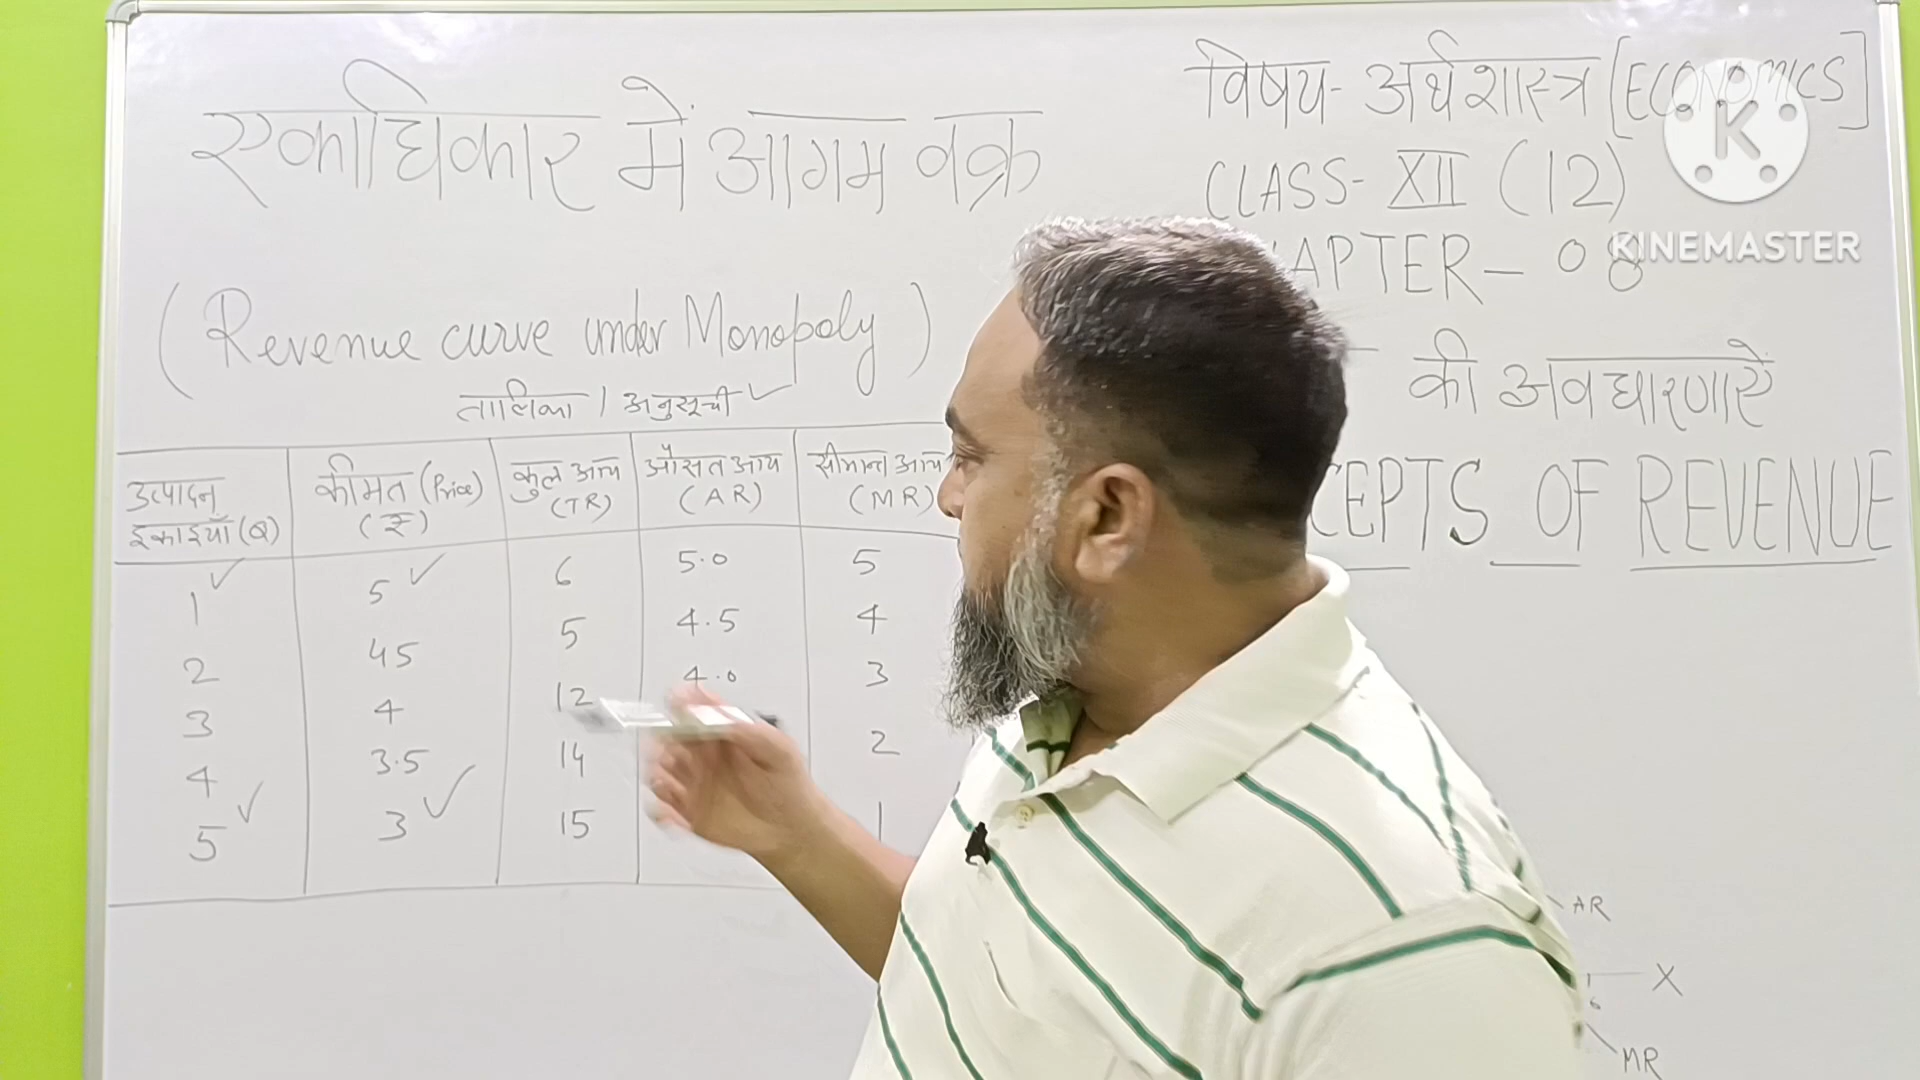 एकाधिकार में आगम वक्र
(Revenue curve under Monopoly)
तालिका / अनुसूची ✓
उत्पादन इकाइयाँ (Q) | कीमत (Price) (₹) | कुल आय (TR) | औसत आय (AR) | सीमान्त आय (MR)
1 ✓ | 5 ✓ | 6 | 5.0 | 5
2 | 45 | 5 | 4.5 | 4
3 | 4 | 12 | 4.0 | 3
4 | 3.5 | 14 | | 2
5 ✓ | 3 ✓ | 15 | | 1
विषय- अर्थशास्त्र [ECONOMICS]
CLASS- XII (12)
APTER- 08
की अवधारणाऐं
CEPTS OF REVENUE
K
KINEMASTER
AR
X
6
MR